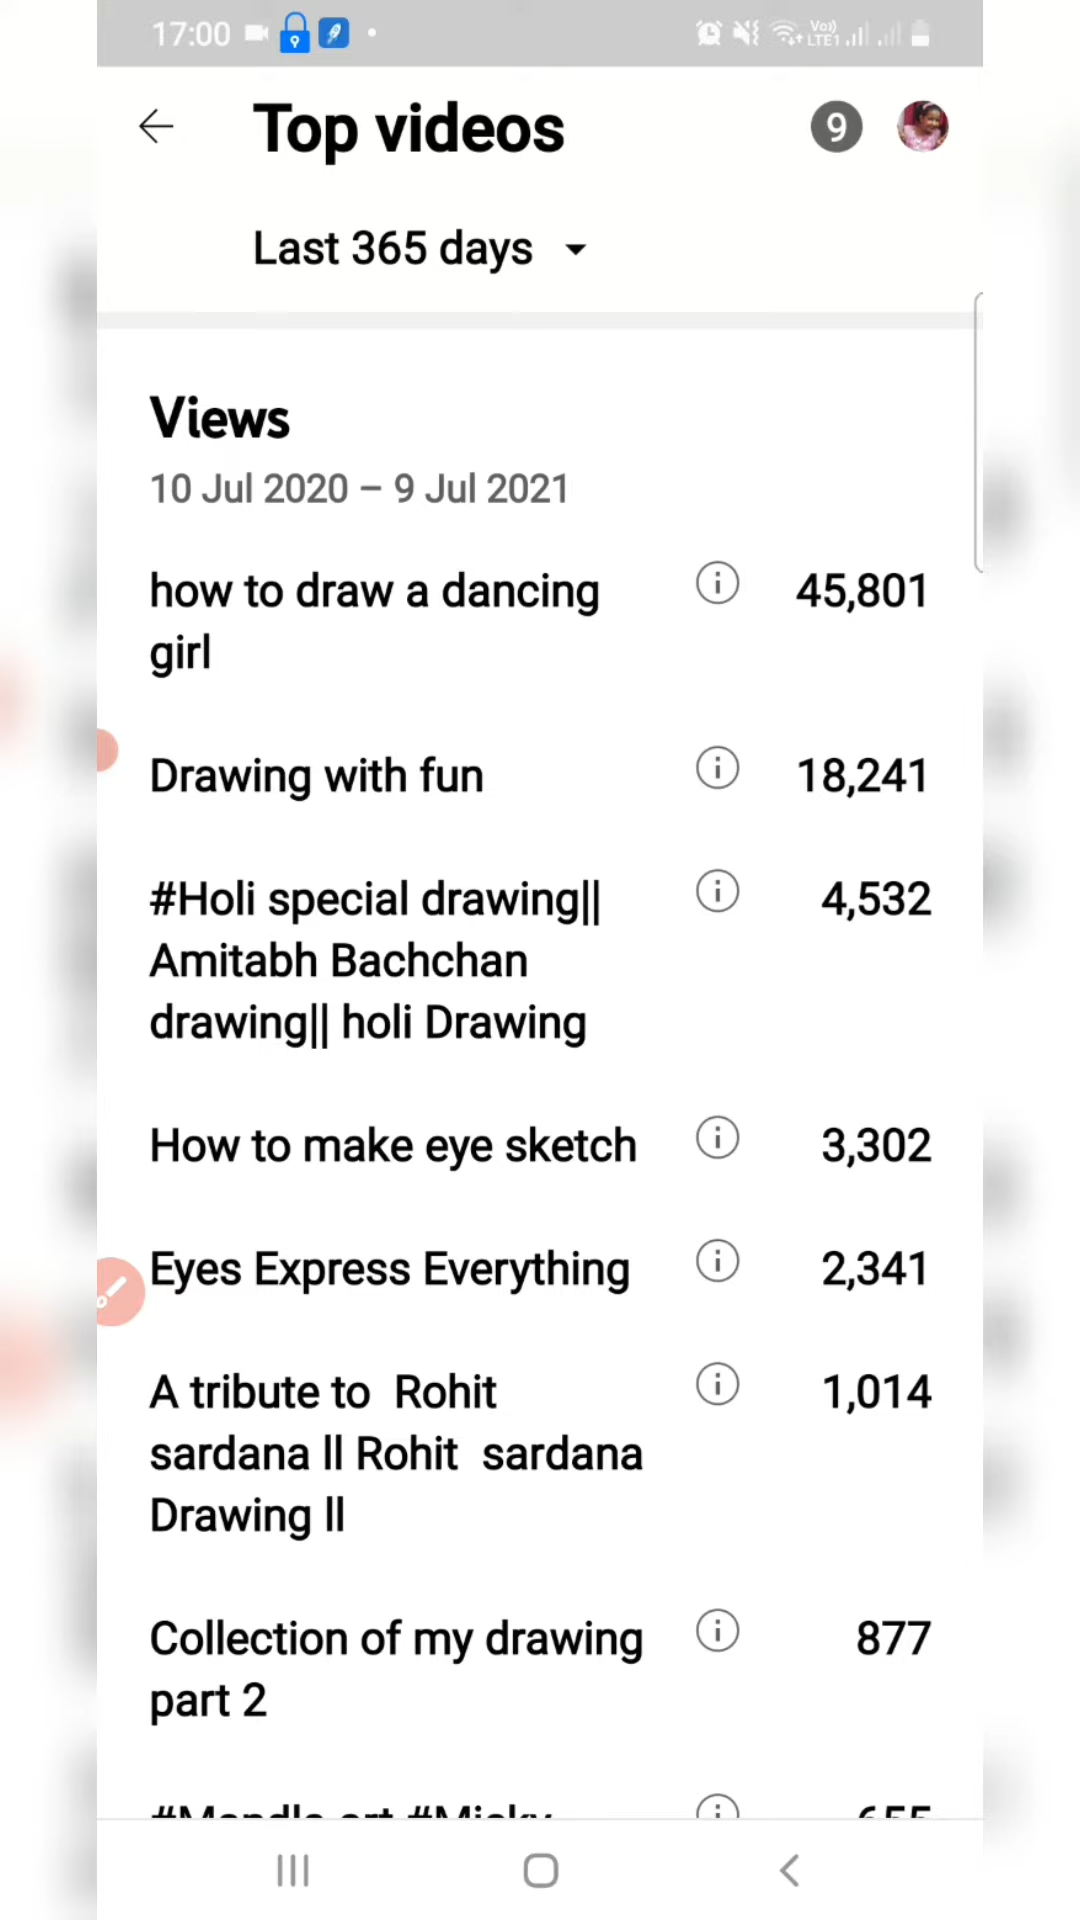 17:00
Vo))
LTE1
Top videos
9
Last 365 days
Views
10 Jul 2020 – 9 Jul 2021
how to draw a dancing
girl
45,801
Drawing with fun
18,241
#Holi special drawing||
Amitabh Bachchan
drawing|| holi Drawing
4,532
How to make eye sketch
3,302
Eyes Express Everything
2,341
A tribute to  Rohit
sardana ll Rohit  sardana
Drawing ll
1,014
Collection of my drawing
part 2
877